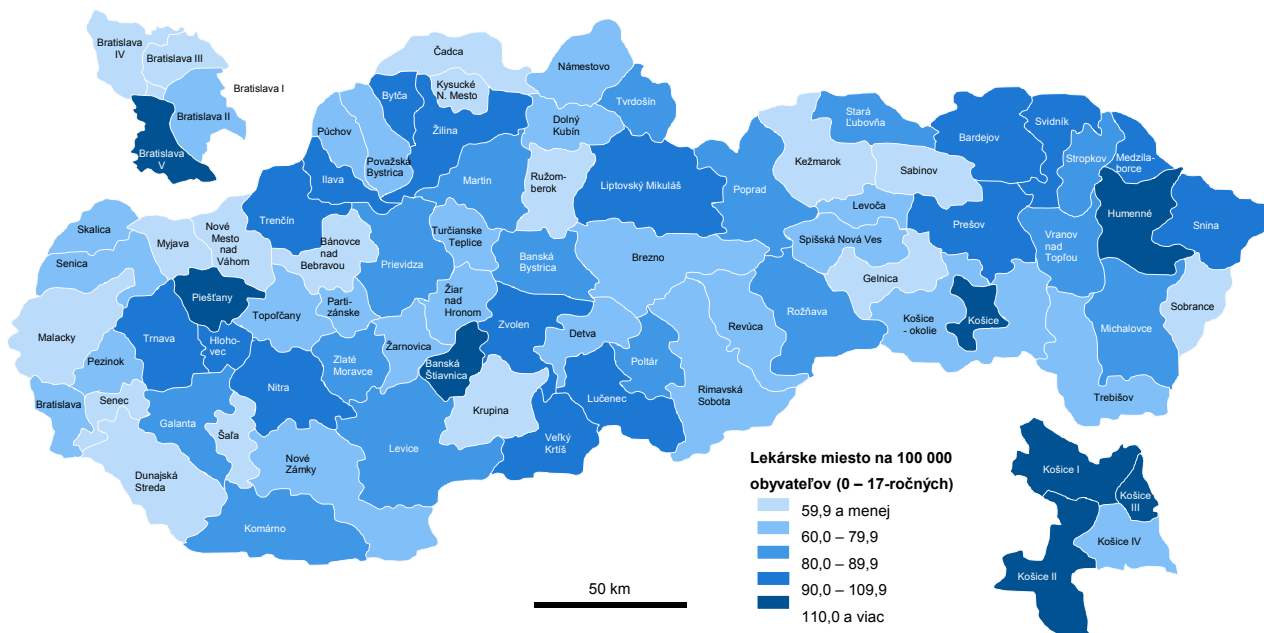 Bratislava
IV
Bratislava III
Bratislava I
Bratislava II
Bratislava
V
Čadca
Kysucké
N. Mesto
Námestovo
Bytča
Tvrdošín
Žilina
Dolný
Kubín
Púchov
Považská
Bystrica
Ilava
Martin
Ružom-
berok
Liptovský Mikuláš
Poprad
Kežmarok
Stará
Ľubovňa
Sabinov
Bardejov
Svidník
Stropkov
Medzila-
borce
Humenné
Snina
Levoča
Prešov
Spišská Nová Ves
Vranov
nad
Topľou
Gelnica
Sobrance
Košice
- okolie
Košice
Michalovce
Trebišov
Rožňava
Skalica
Senica
Myjava
Nové
Mesto
nad
Váhom
Trenčín
Bánovce
nad
Bebravou
Prievidza
Turčianske
Teplice
Banská
Bystrica
Brezno
Piešťany
Topoľčany
Parti-
zánske
Žiar
nad
Hronom
Zvolen
Detva
Revúca
Malacky
Trnava
Hloho-
vec
Zlaté
Moravce
Žarnovica
Banská
Štiavnica
Poltár
Rimavská
Sobota
Pezinok
Nitra
Lučenec
Bratislava
Senec
Galanta
Šaľa
Krupina
Veľký
Krtíš
Levice
Nové
Zámky
Dunajská
Streda
Komárno
Lekárske miesto na 100 000
obyvateľov (0 – 17-ročných)
59,9 a menej
60,0 – 79,9
80,0 – 89,9
90,0 – 109,9
110,0 a viac
50 km
Košice I
Košice
III
Košice IV
Košice II